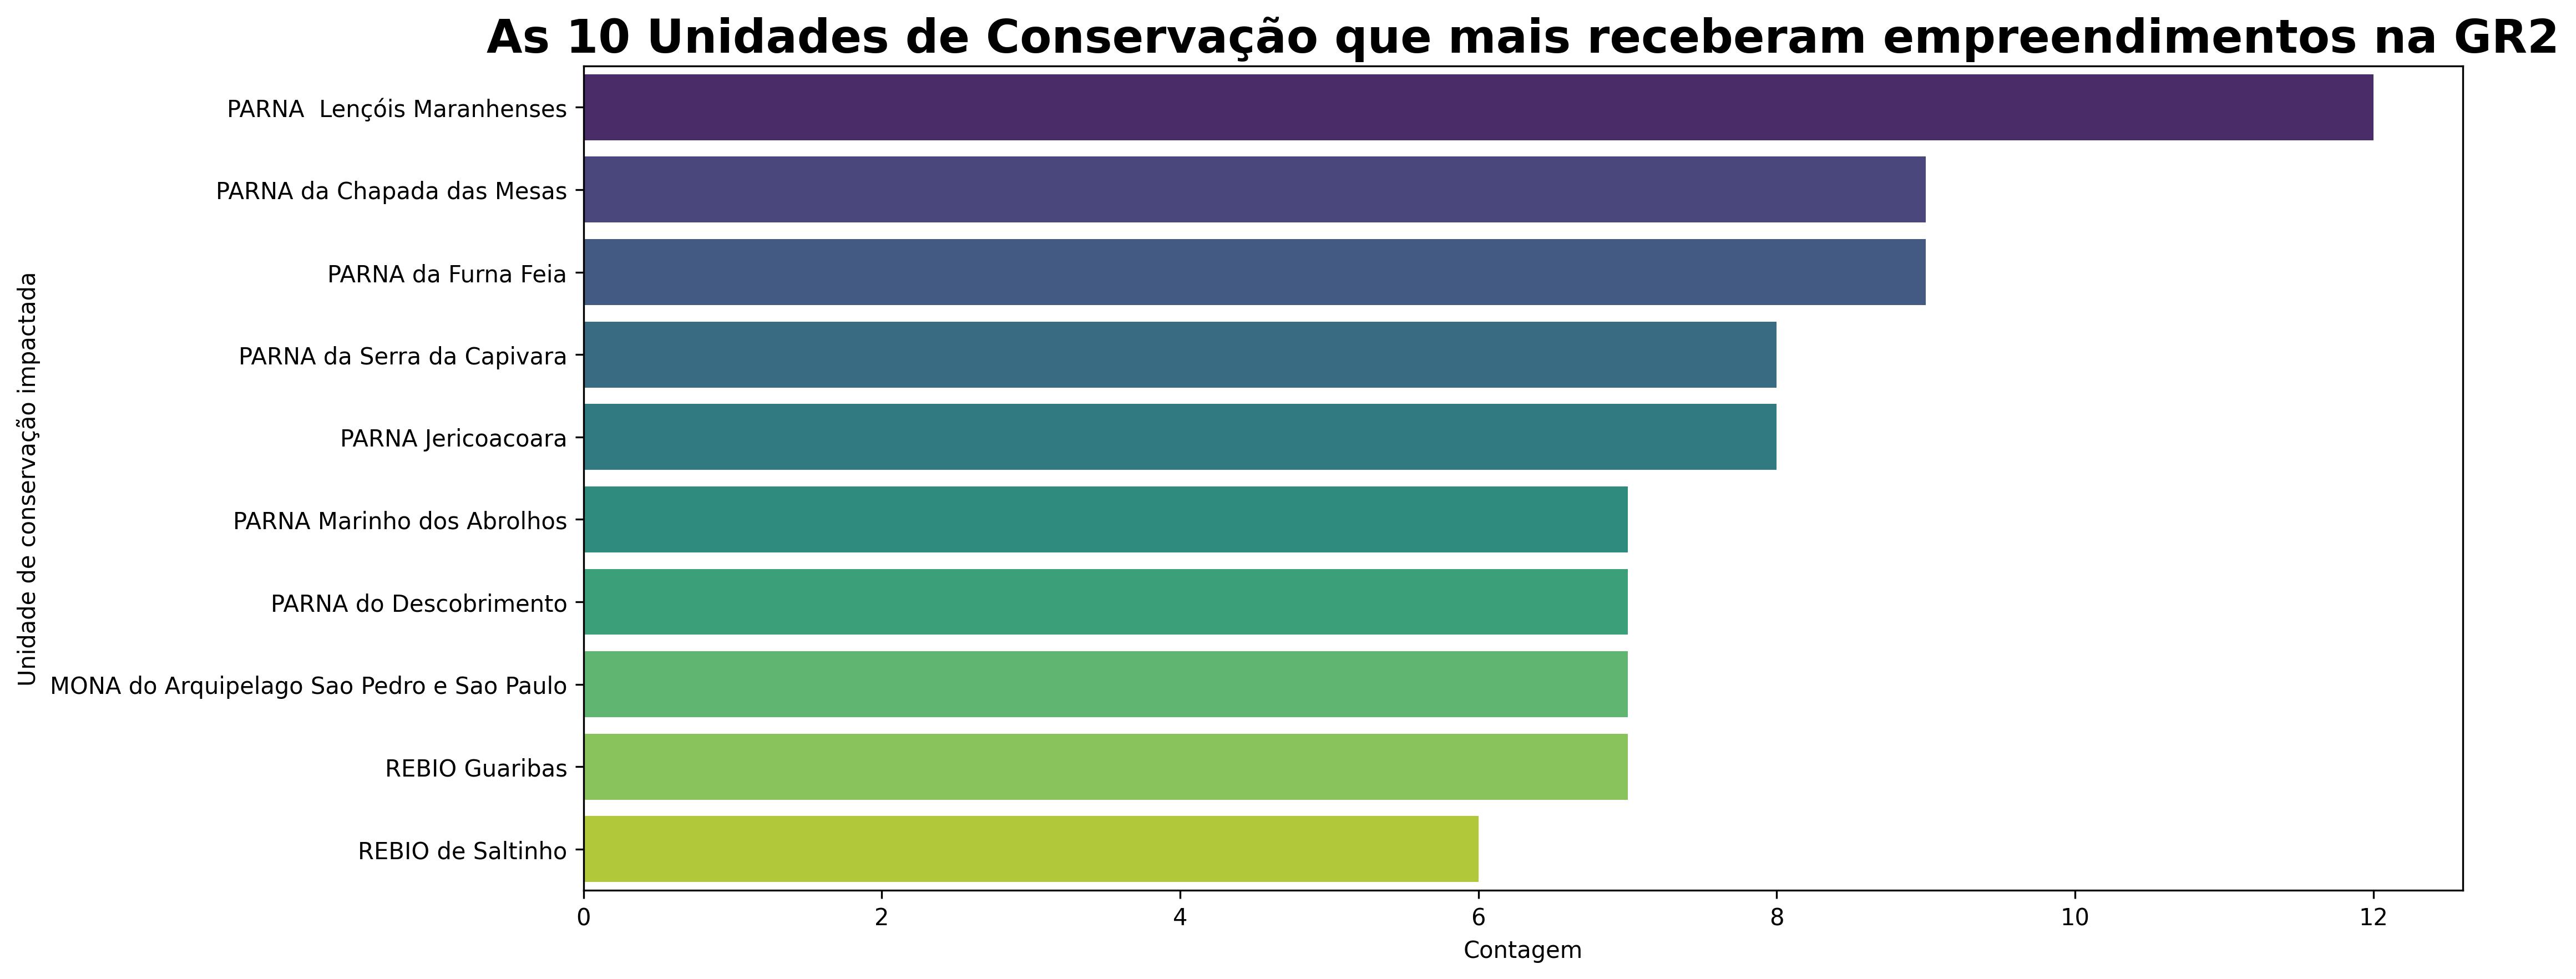 As 10 Unidades de Conservação que mais receberam empreendimentos na GR2
Unidade de conservação impactada
PARNA  Lençóis Maranhenses
PARNA da Chapada das Mesas
PARNA da Furna Feia
PARNA da Serra da Capivara
PARNA Jericoacoara
PARNA Marinho dos Abrolhos
PARNA do Descobrimento
MONA do Arquipelago Sao Pedro e Sao Paulo
REBIO Guaribas
REBIO de Saltinho
0 2 4 6 8 10 12
Contagem